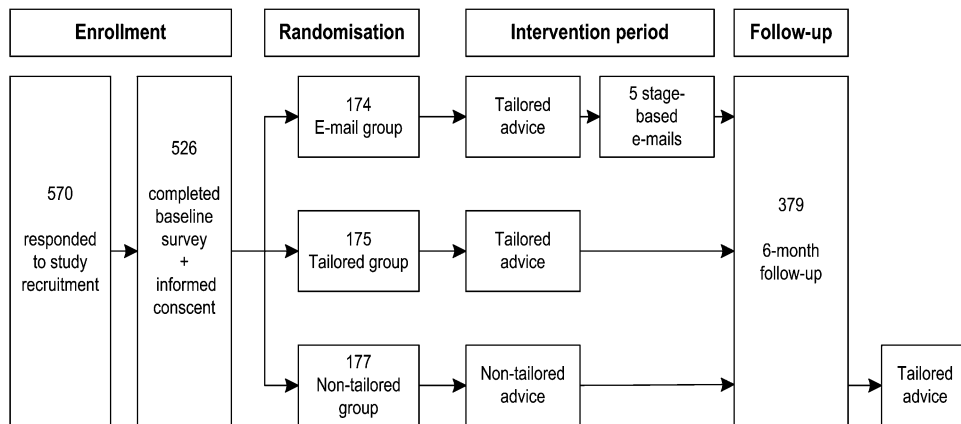 Enrollment
Randomisation
Intervention period
Follow-up
570
responded
to study
recruitment
526
completed
baseline
survey
+
informed
conscent
174
E-mail group
Tailored
advice
5 stage-
based
e-mails
175
Tailored group
Tailored
advice
177
Non-tailored
group
Non-tailored
advice
379
6-month
follow-up
Tailored
advice